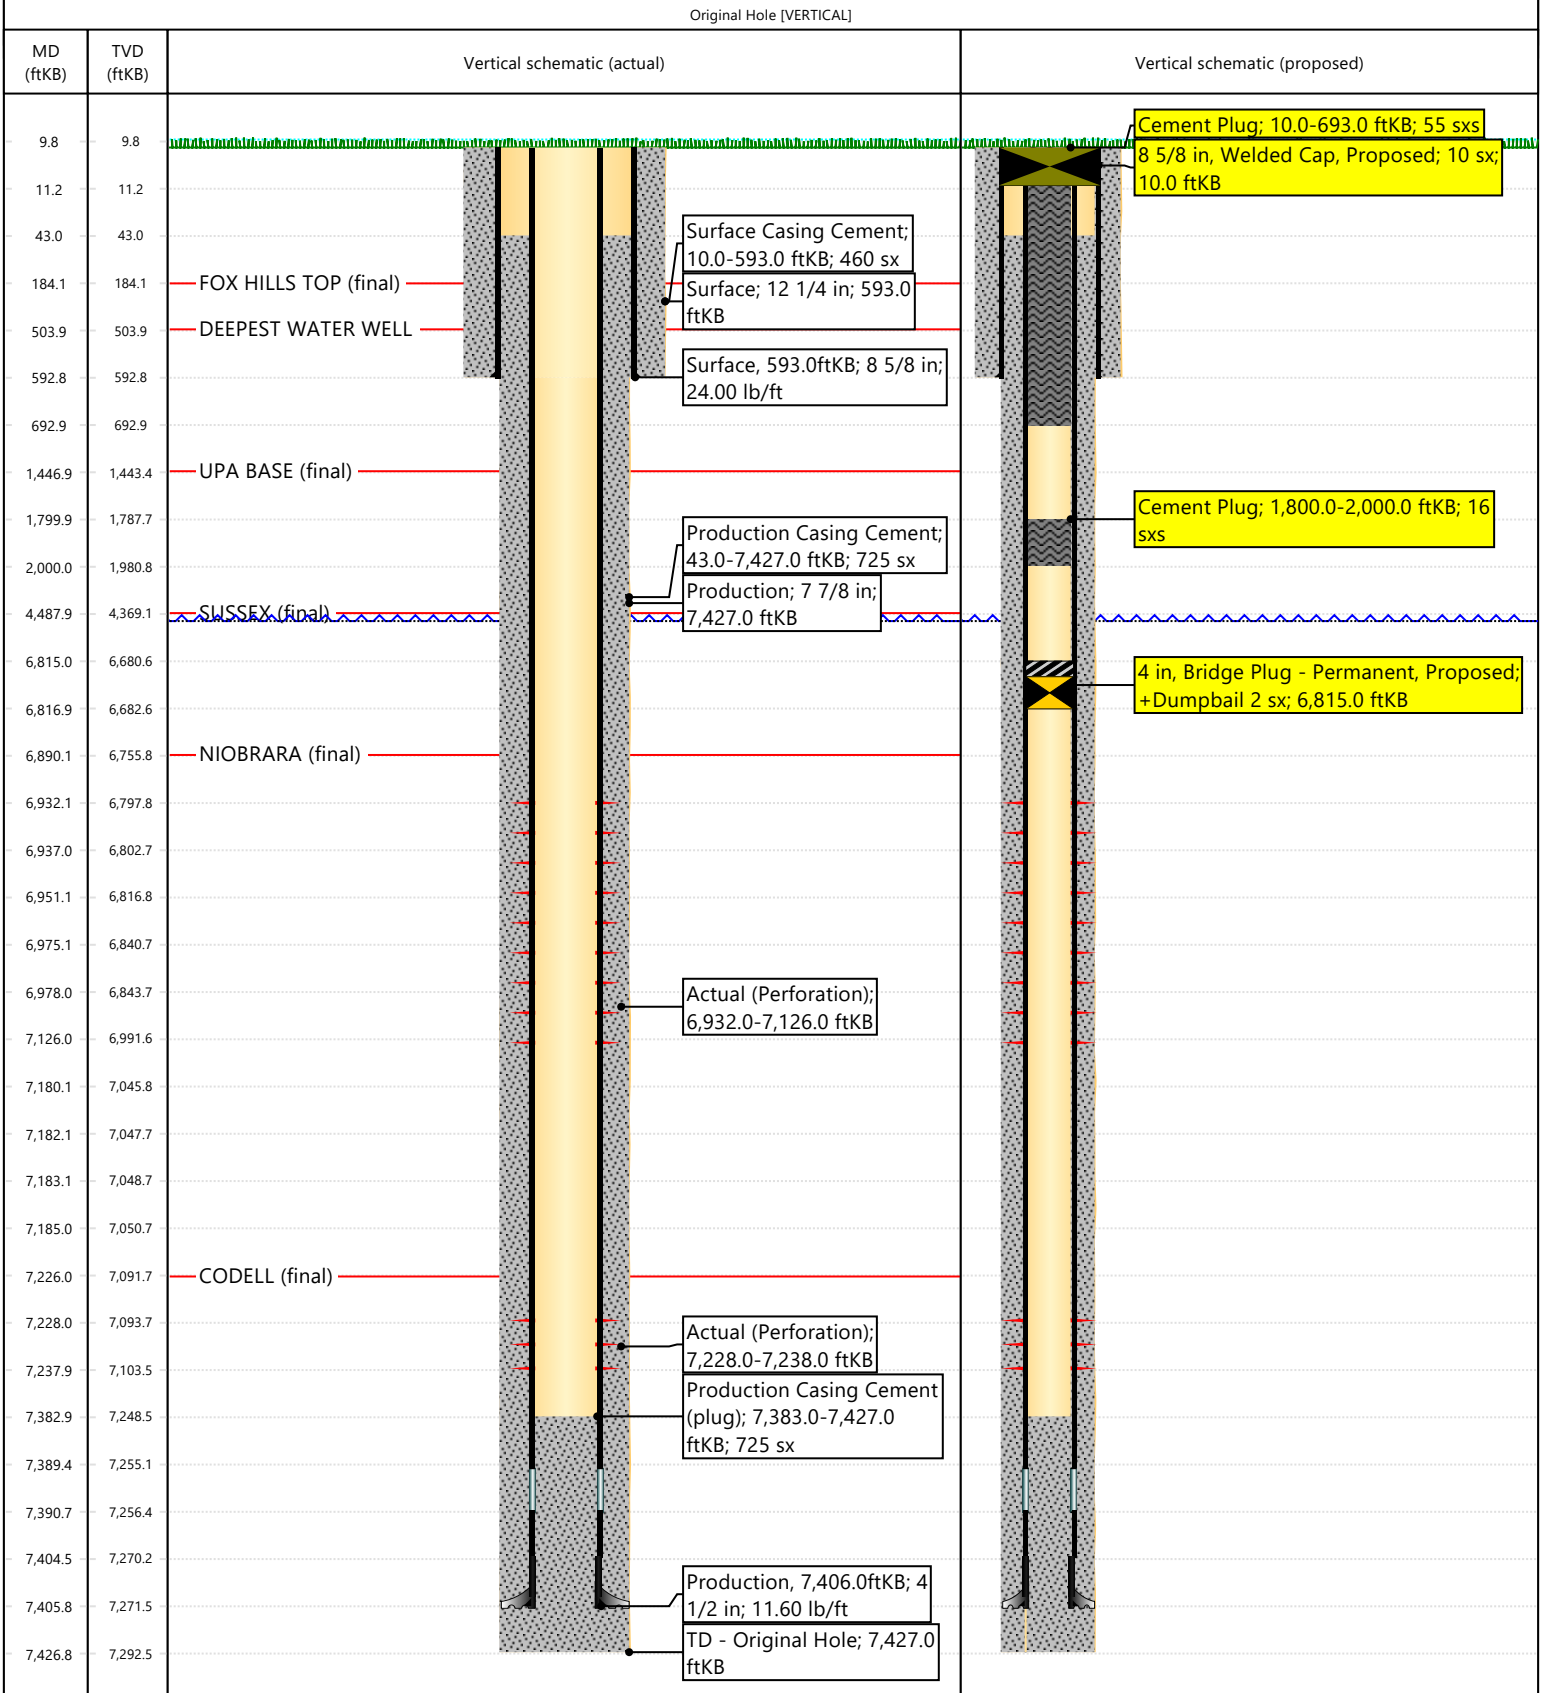 Original Hole [VERTICAL]
MD
(ftKB)
TVD
(ftKB)
Vertical schematic (actual)
Vertical schematic (proposed)
9.8 9.8
11.2 11.2
43.0 43.0
184.1 184.1
503.9 503.9
592.8 592.8
692.9 692.9
1,446.9 1,443.4
1,799.9 1,787.7
2,000.0 1,980.8
4,487.9 4,369.1
6,815.0 6,680.6
6,816.9 6,682.6
6,890.1 6,755.8
6,932.1 6,797.8
6,937.0 6,802.7
6,951.1 6,816.8
6,975.1 6,840.7
6,978.0 6,843.7
7,126.0 6,991.6
7,180.1 7,045.8
7,182.1 7,047.7
7,183.1 7,048.7
7,185.0 7,050.7
7,226.0 7,091.7
7,228.0 7,093.7
7,237.9 7,103.5
7,382.9 7,248.5
7,389.4 7,255.1
7,390.7 7,256.4
7,404.5 7,270.2
7,405.8 7,271.5
7,426.8 7,292.5
FOX HILLS TOP (final)
DEEPEST WATER WELL
UPA BASE (final)
SUSSEX (final)
NIOBRARA (final)
CODELL (final)
Surface Casing Cement;
10.0-593.0 ftKB; 460 sx
Surface; 12 1/4 in; 593.0
ftKB
Surface, 593.0ftKB; 8 5/8 in;
24.00 lb/ft
Production Casing Cement;
43.0-7,427.0 ftKB; 725 sx
Production; 7 7/8 in;
7,427.0 ftKB
Actual (Perforation);
6,932.0-7,126.0 ftKB
Actual (Perforation);
7,228.0-7,238.0 ftKB
Production Casing Cement
(plug); 7,383.0-7,427.0
ftKB; 725 sx
Production, 7,406.0ftKB; 4
1/2 in; 11.60 lb/ft
TD - Original Hole; 7,427.0
ftKB
Cement Plug; 10.0-693.0 ftKB; 55 sxs
8 5/8 in, Welded Cap, Proposed; 10 sx;
10.0 ftKB
Cement Plug; 1,800.0-2,000.0 ftKB; 16
sxs
4 in, Bridge Plug - Permanent, Proposed;
+Dumpbail 2 sx; 6,815.0 ftKB